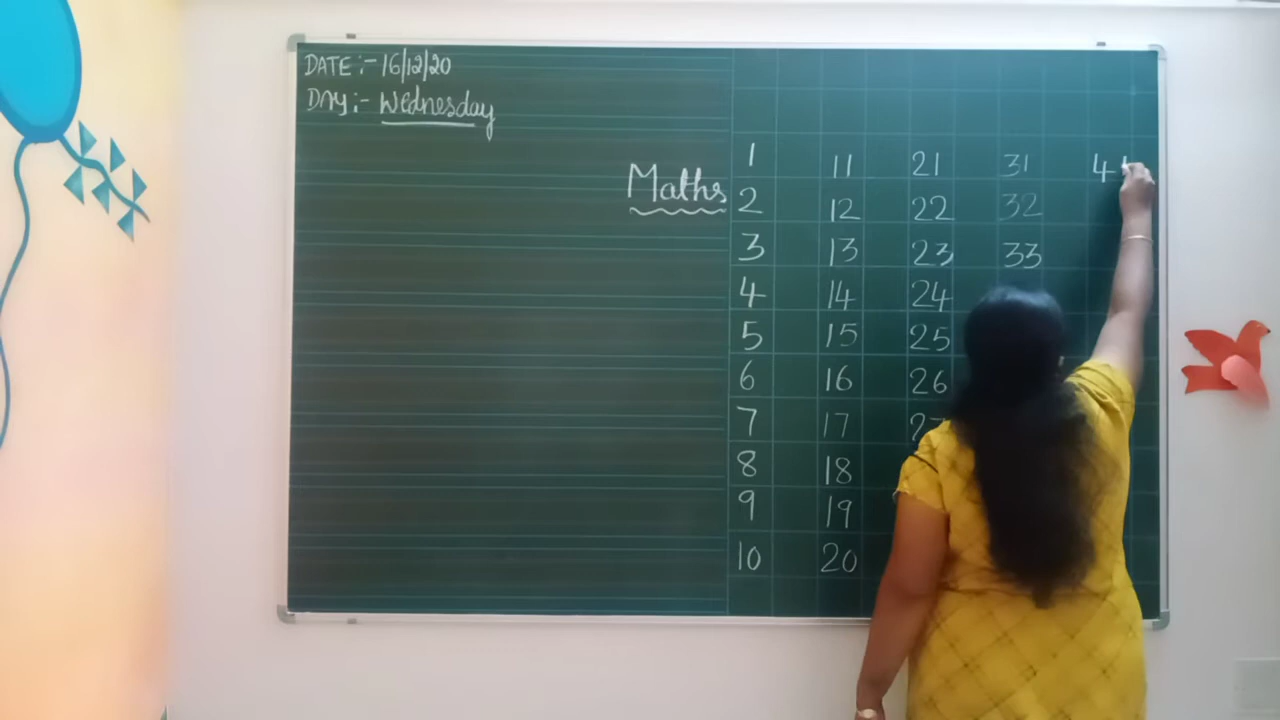 DATE :- 16/12/20
DAY :- Wednesday
Maths
1 11 21 31
2 12 22 32
3 13 23 33
4 14 24
5 15 25
6 16 26
7 17
8 18
9 19
10 20